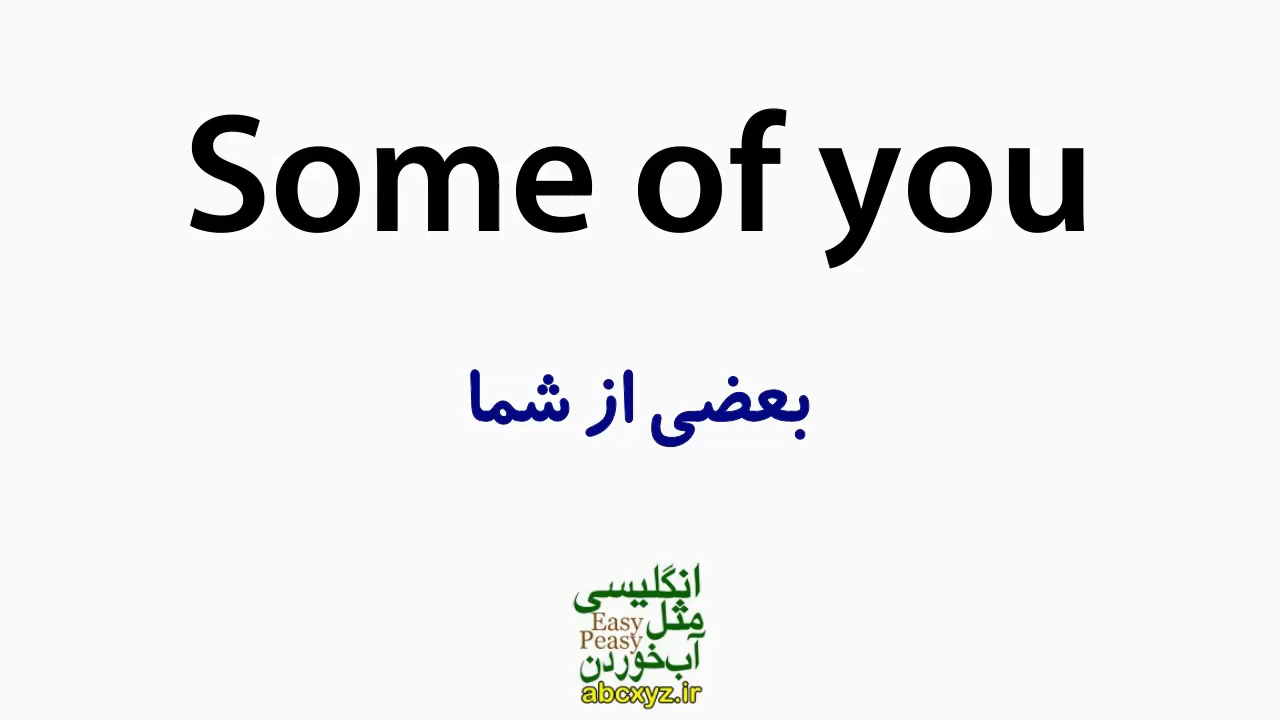 Some of you
بعضی از شما
انگلیسی
مثل
Easy
Peasy
آب خوردن
abcxyz.ir